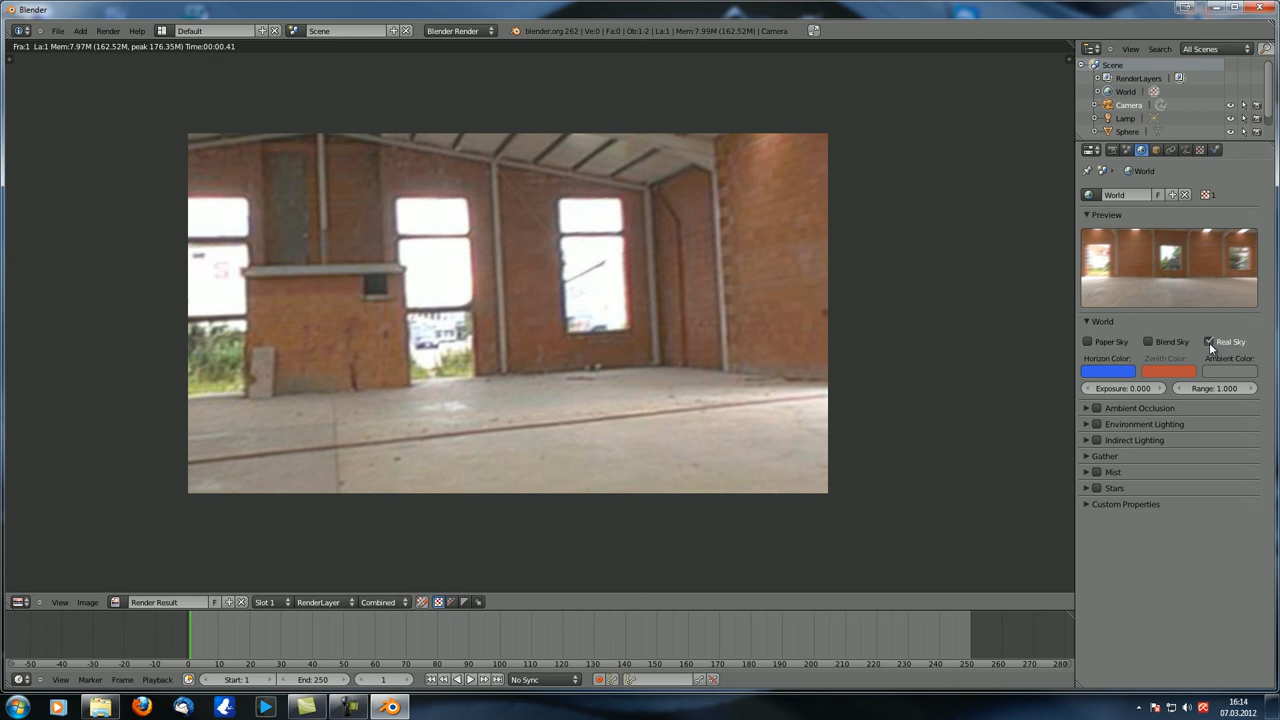 Blender
File Add Render Help Default Scene Blender Render blender.org 262 | Ve:0 | Fa:0 | Ob:1-2 | La:1 | Mem:7.99M (162.52M) | Camera
Fra:1 La:1 Mem:7.97M (162.52M, peak 176.35M) Time:00:00.41
View Search All Scenes
Scene
RenderLayers |
World |
Camera |
Lamp |
Sphere |
World
World F 1
Preview
World
Paper Sky Blend Sky Real Sky
Horizon Color: Zenith Color: Ambient Color:
Exposure: 0.000 Range: 1.000
Ambient Occlusion
Environment Lighting
Indirect Lighting
Gather
Mist
Stars
Custom Properties
View Image Render Result F Slot 1 RenderLayer Combined
-50 -40 -30 -20 -10 0 10 20 30 40 50 60 70 80 90 100 110 120 130 140 150 160 170 180 190 200 210 220 230 240 250 260 270 280
View Marker Frame Playback Start: 1 End: 250 1 No Sync
16:14
07.03.2012